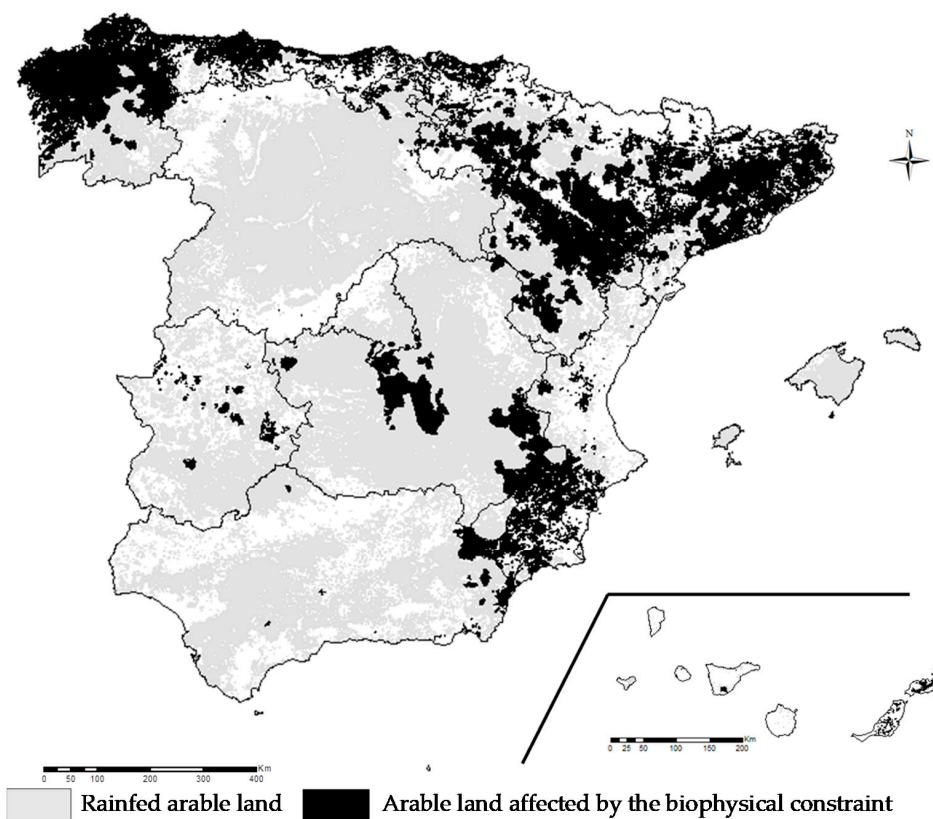 N
0 25 50 100 150 200 Km
0 50 100 200 300 400 Km
Rainfed arable land
Arable land affected by the biophysical constraint